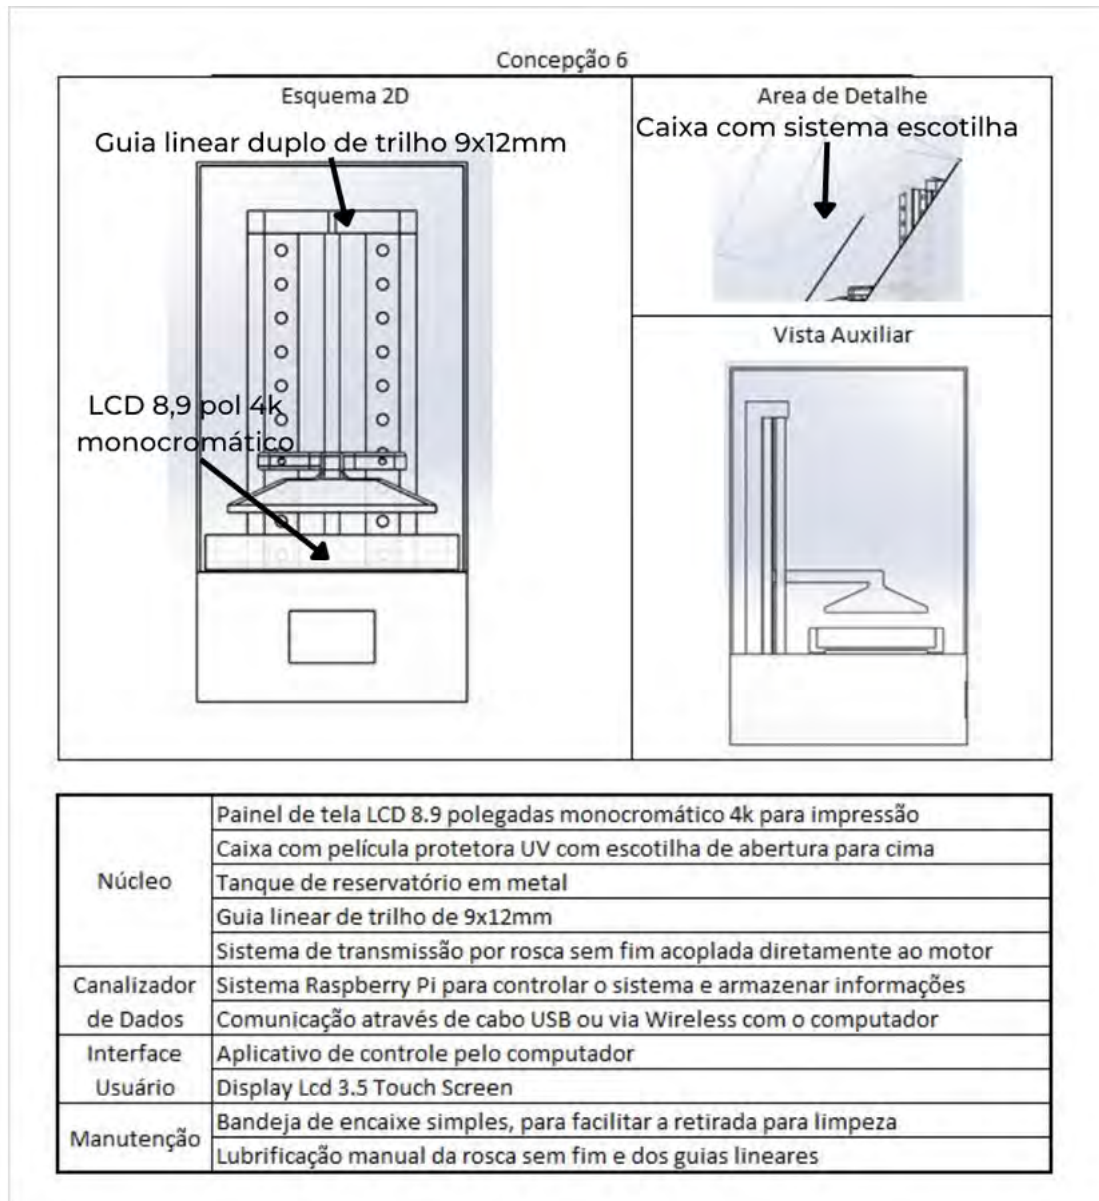 Concepção 6
Esquema 2D
Guia linear duplo de trilho 9x12mm
LCD 8,9 pol 4k
monocromático
Area de Detalhe
Caixa com sistema escotilha
Vista Auxiliar
Núcleo
Painel de tela LCD 8.9 polegadas monocromático 4k para impressão
Caixa com película protetora UV com escotilha de abertura para cima
Tanque de reservatório em metal
Guia linear de trilho de 9x12mm
Sistema de transmissão por rosca sem fim acoplada diretamente ao motor
Canalizador
de Dados
Sistema Raspberry Pi para controlar o sistema e armazenar informações
Comunicação através de cabo USB ou via Wireless com o computador
Interface
Usuário
Aplicativo de controle pelo computador
Display Lcd 3.5 Touch Screen
Manutenção
Bandeja de encaixe simples, para facilitar a retirada para limpeza
Lubrificação manual da rosca sem fim e dos guias lineares